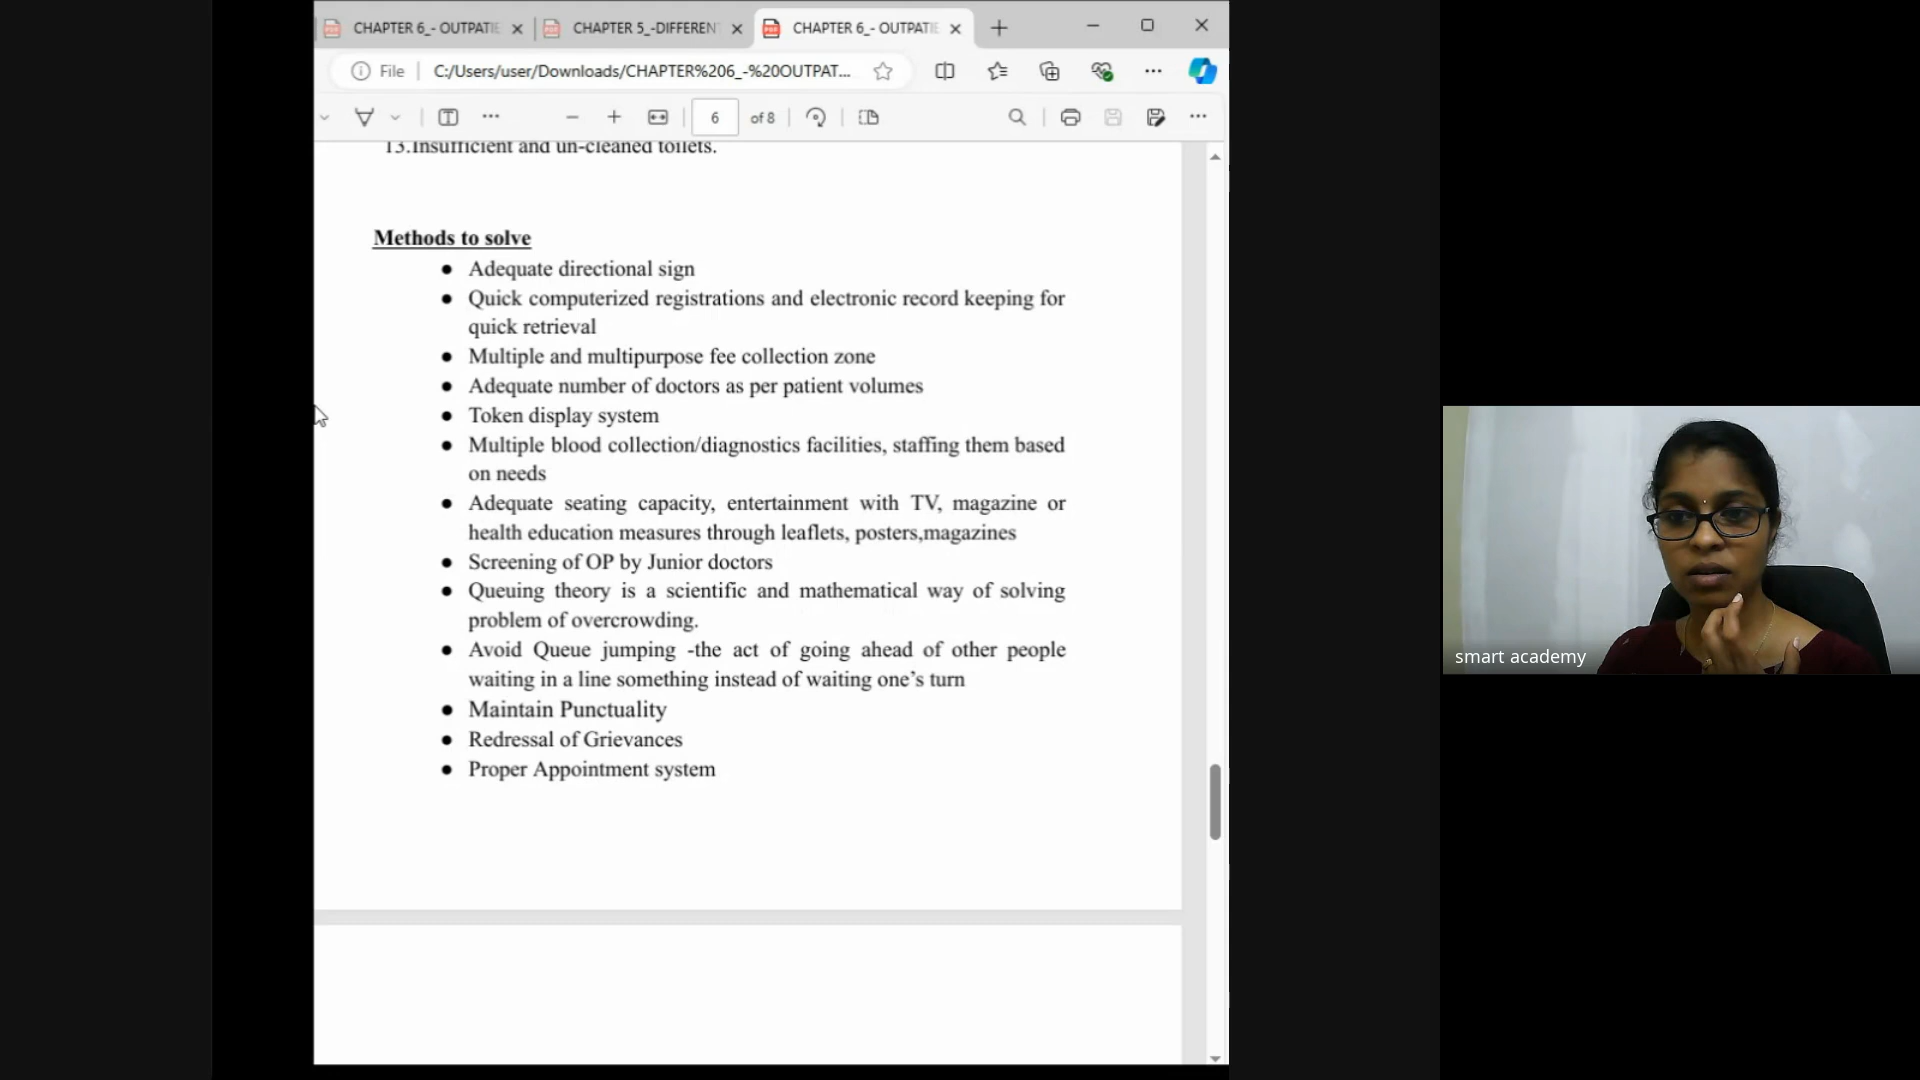 CHAPTER 6_- OUTPATIE
CHAPTER 5_-DIFFEREN
CHAPTER 6_- OUTPATIE
File
C:/Users/user/Downloads/CHAPTER%206_-%20OUTPAT...
6
of 8
13.Insufficient and un-cleaned toilets.
Methods to solve
● Adequate directional sign
● Quick computerized registrations and electronic record keeping for
quick retrieval
● Multiple and multipurpose fee collection zone
● Adequate number of doctors as per patient volumes
● Token display system
● Multiple blood collection/diagnostics facilities, staffing them based
on needs
● Adequate seating capacity, entertainment with TV, magazine or
health education measures through leaflets, posters,magazines
● Screening of OP by Junior doctors
● Queuing theory is a scientific and mathematical way of solving
problem of overcrowding.
● Avoid Queue jumping -the act of going ahead of other people
waiting in a line something instead of waiting one’s turn
● Maintain Punctuality
● Redressal of Grievances
● Proper Appointment system
smart academy